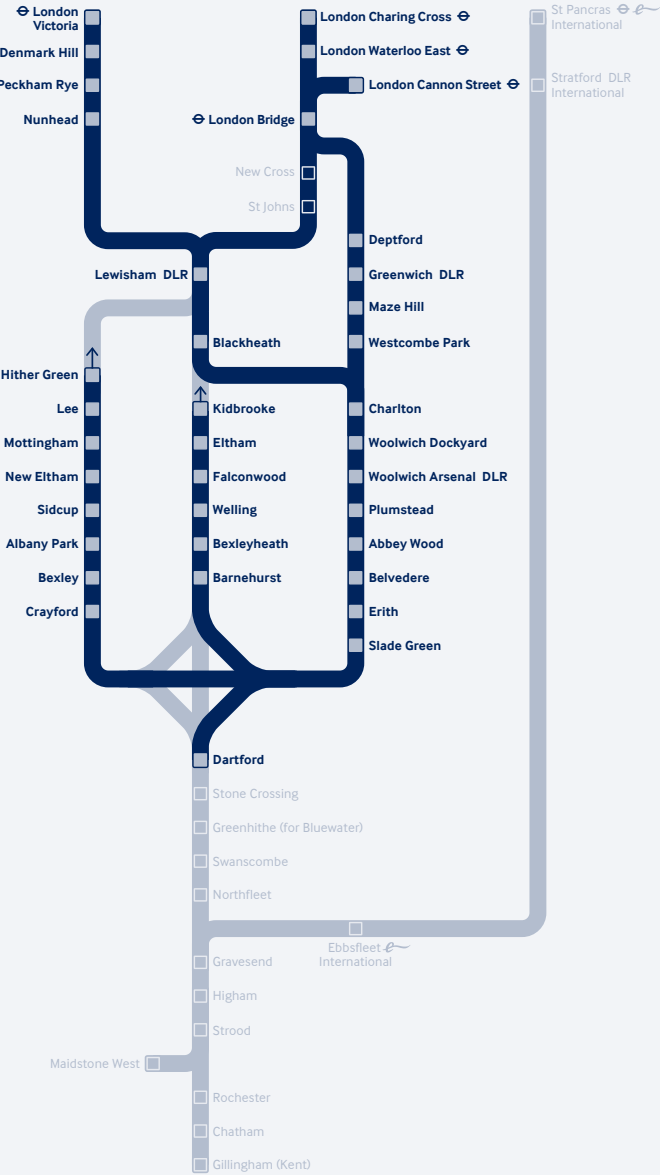 London
Victoria
Denmark Hill
Peckham Rye
Nunhead
London Charing Cross
London Waterloo East
London Cannon Street
London Bridge
New Cross
St Johns
St Pancras
International
Stratford DLR
International
Lewisham DLR
Blackheath
Deptford
Greenwich DLR
Maze Hill
Westcombe Park
Hither Green
Lee
Mottingham
New Eltham
Sidcup
Albany Park
Bexley
Crayford
Kidbrooke
Eltham
Falconwood
Welling
Bexleyheath
Barnehurst
Charlton
Woolwich Dockyard
Woolwich Arsenal DLR
Plumstead
Abbey Wood
Belvedere
Erith
Slade Green
Dartford
Stone Crossing
Greenhithe (for Bluewater)
Swanscombe
Northfleet
Ebbsfleet
International
Gravesend
Higham
Strood
Maidstone West
Rochester
Chatham
Gillingham (Kent)